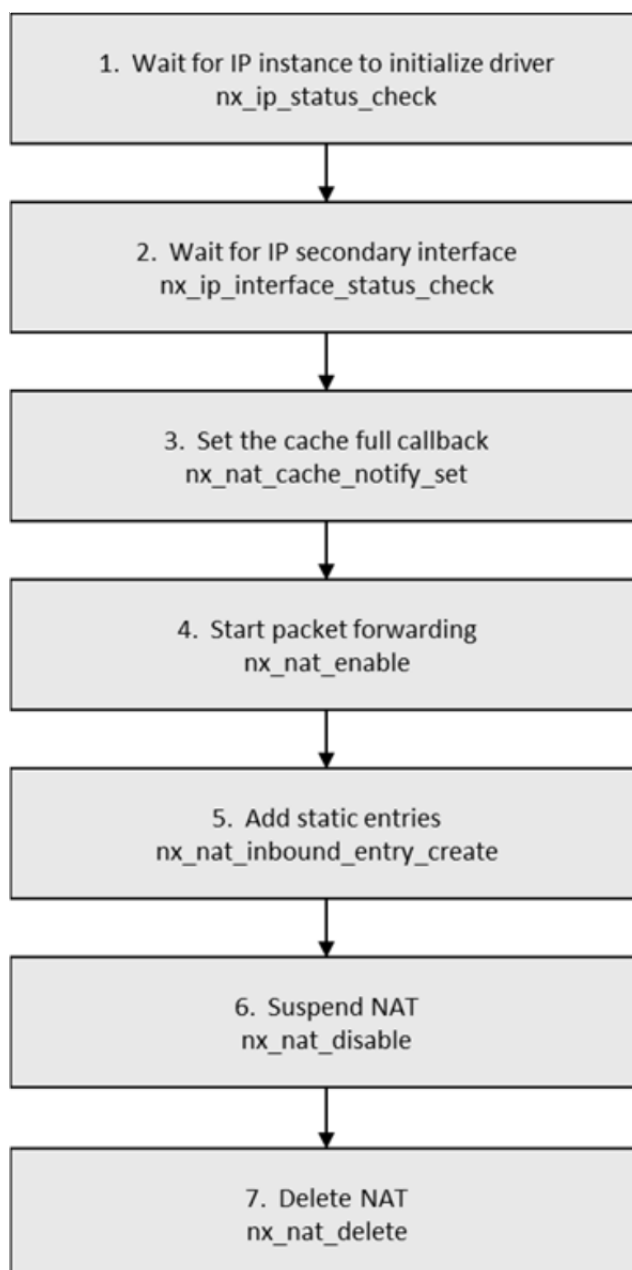 1. Wait for IP instance to initialize driver
nx_ip_status_check
2. Wait for IP secondary interface
nx_ip_interface_status_check
3. Set the cache full callback
nx_nat_cache_notify_set
4. Start packet forwarding
nx_nat_enable
5. Add static entries
nx_nat_inbound_entry_create
6. Suspend NAT
nx_nat_disable
7. Delete NAT
nx_nat_delete